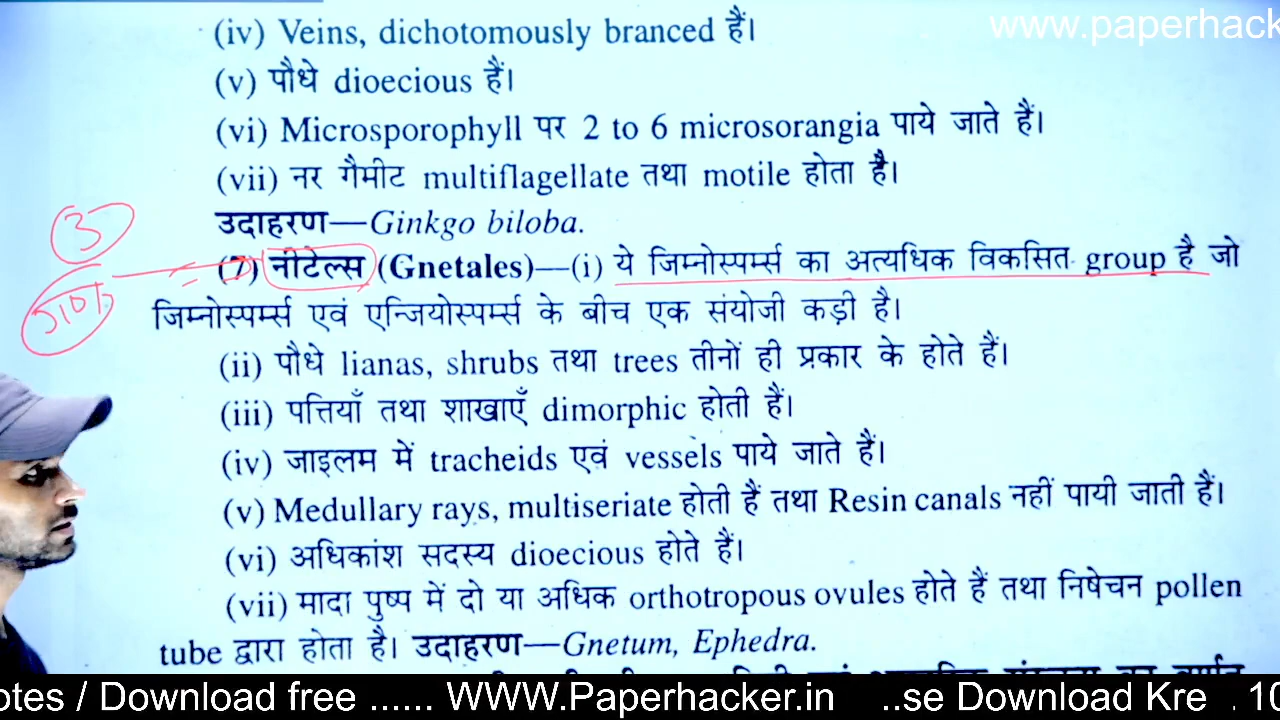 www.paperhack
(iv) Veins, dichotomously branced हैं।
(v) पौधे dioecious हैं।
(vi) Microsporophyll पर 2 to 6 microsorangia पाये जाते हैं।
(vii) नर गैमीट multiflagellate तथा motile होता है।
उदाहरण—Ginkgo biloba.
3
(7) नीटेल्स (Gnetales)—(i) ये जिम्नोस्पर्म्स का अत्यधिक विकसित group है जो
जिम्नोस्पर्म्स एवं एन्जियोस्पर्म्स के बीच एक संयोजी कड़ी है।
(ii) पौधे lianas, shrubs तथा trees तीनों ही प्रकार के होते हैं।
(iii) पत्तियाँ तथा शाखाएँ dimorphic होती हैं।
(iv) जाइलम में tracheids एवं vessels पाये जाते हैं।
(v) Medullary rays, multiseriate होती हैं तथा Resin canals नहीं पायी जाती हैं।
(vi) अधिकांश सदस्य dioecious होते हैं।
(vii) मादा पुष्प में दो या अधिक orthotropous ovules होते हैं तथा निषेचन pollen
tube द्वारा होता है। उदाहरण—Gnetum, Ephedra.
otes / Download free ...... WWW.Paperhacker.in ..se Download Kre . 10